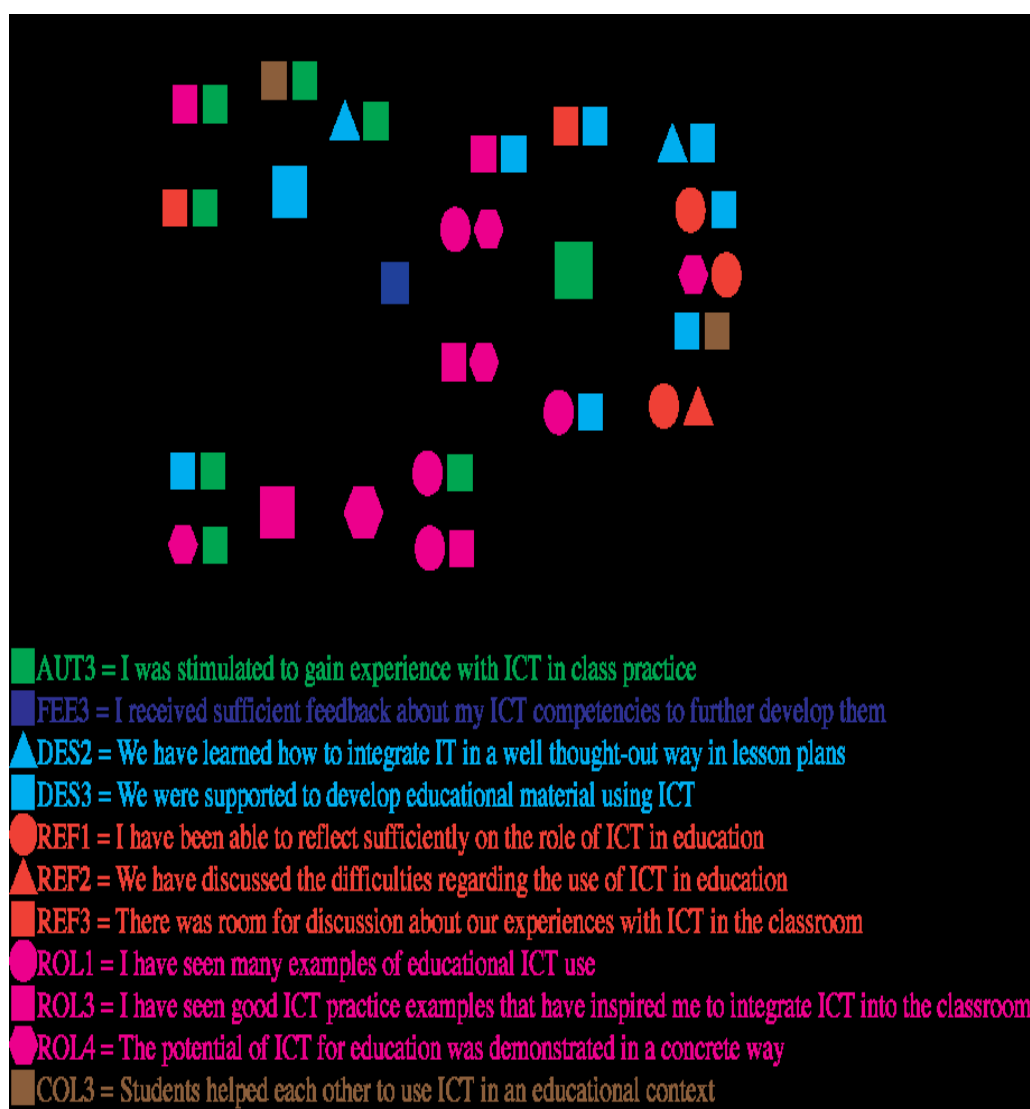 AUT3 = I was stimulated to gain experience with ICT in class practice
FEE3 = I received sufficient feedback about my ICT competencies to further develop them
DES2 = We have learned how to integrate IT in a well thought-out way in lesson plans
DES3 = We were supported to develop educational material using ICT
REF1 = I have been able to reflect sufficiently on the role of ICT in education
REF2 = We have discussed the difficulties regarding the use of ICT in education
REF3 = There was room for discussion about our experiences with ICT in the classroom
ROL1 = I have seen many examples of educational ICT use
ROL3 = I have seen good ICT practice examples that have inspired me to integrate ICT into the classroom
ROL4 = The potential of ICT for education was demonstrated in a concrete way
COL3 = Students helped each other to use ICT in an educational context